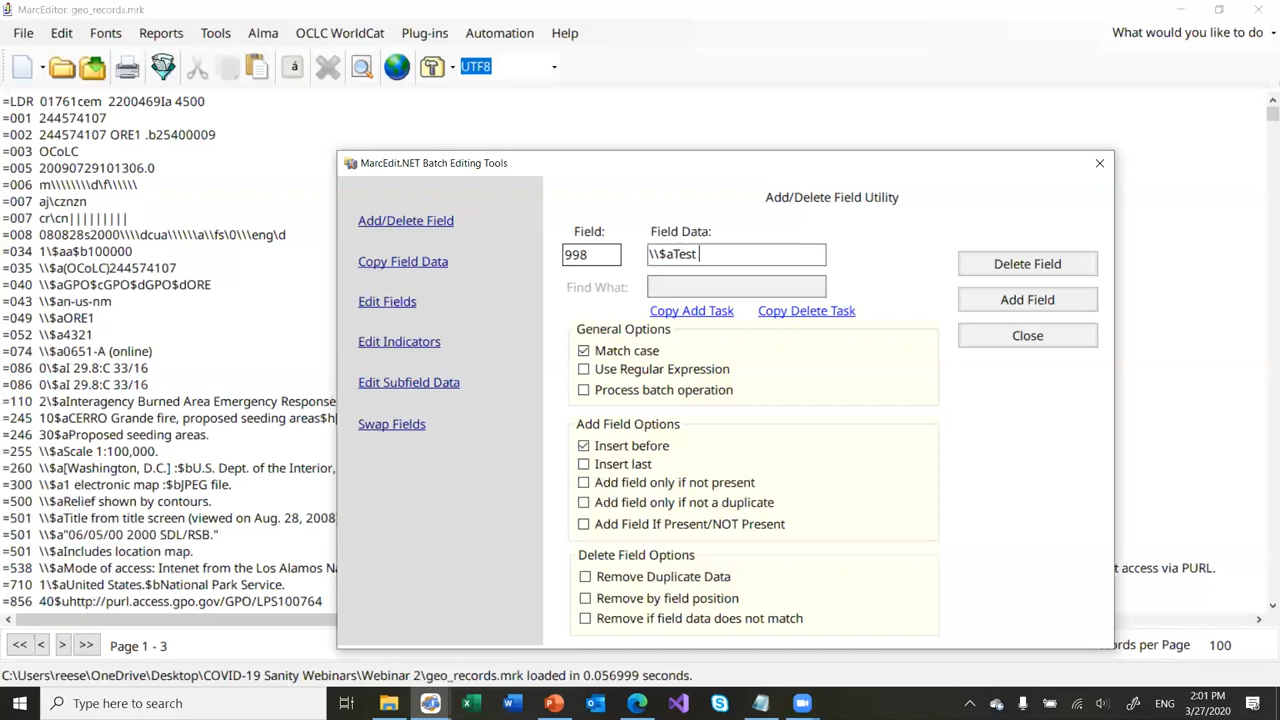 MarcEditor: geo_records.mrk
File Edit Fonts Reports Tools Alma OCLC WorldCat Plug-ins Automation Help What would you like to do
á UTF8
=LDR 01761cem 2200469Ia 4500
=001 244574107
=002 244574107 ORE1 .b25400009
=003 OCoLC
=005 20090729101306.0
=006 m\\\\\\\\d\f\\\\\\
=007 aj\cznzn
=007 cr\cn|||||||||
=008 080828s2000\\\\dcua\\\\\\a\\fs\0\\\eng\d
=034 1\$aa$b100000
=035 \\$a(OCoLC)244574107
=040 \\$aGPO$cGPO$dGPO$dORE
=043 \\$an-us-nm
=049 \\$aORE1
=052 \\$a4321
=074 \\$a0651-A (online)
=086 0\$aI 29.8:C 33/16
=086 0\$aI 29.8:C 33/16
=110 2\$aInteragency Burned Area Emergency Response
=245 10$aCERRO Grande fire, proposed seeding areas$h
=246 30$aProposed seeding areas.
=255 \\$aScale 1:100,000.
=260 \\$a[Washington, D.C.] :$bU.S. Dept. of the Interior,
=300 \\$a1 electronic map :$bJPEG file.
=500 \\$aRelief shown by contours.
=501 \\$aTitle from title screen (viewed on Aug. 28, 2008)
=501 \\$a"06/05/00 2000 SDL/RSB."
=501 \\$aIncludes location map.
=538 \\$aMode of access: Intenet from the Los Alamos Na t access via PURL.
=710 1\$aUnited States.$bNational Park Service.
=856 40$uhttp://purl.access.gpo.gov/GPO/LPS100764
MarcEdit.NET Batch Editing Tools
Add/Delete Field
Copy Field Data
Edit Fields
Edit Indicators
Edit Subfield Data
Swap Fields
Add/Delete Field Utility
Field: Field Data:
998 \\$aTest
Find What:
Copy Add Task Copy Delete Task
Delete Field
Add Field
Close
General Options
Match case
Use Regular Expression
Process batch operation
Add Field Options
Insert before
Insert last
Add field only if not present
Add field only if not a duplicate
Add Field If Present/NOT Present
Delete Field Options
Remove Duplicate Data
Remove by field position
Remove if field data does not match
<< < > >> Page 1 - 3 per Page 100
C:\Users\reese\OneDrive\Desktop\COVID-19 Sanity Webinars\Webinar 2\geo_records.mrk loaded in 0.056999 seconds.
Type here to search
2:01 PM
3/27/2020